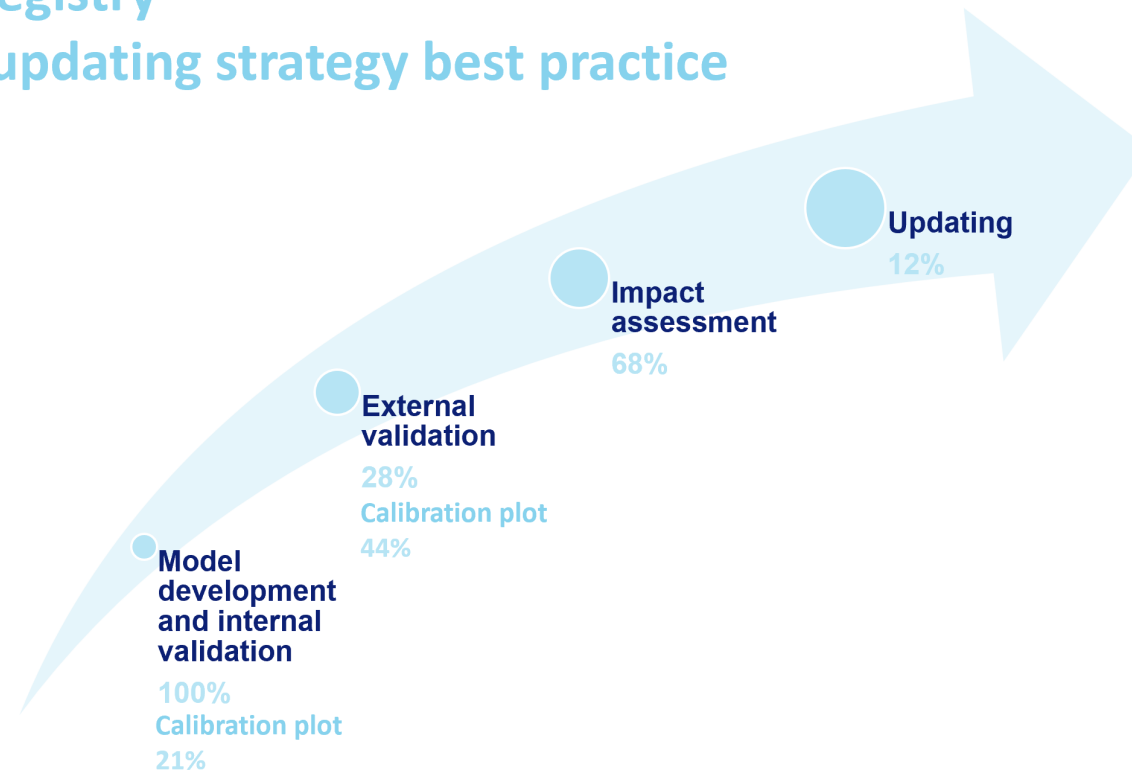 egistry
updating strategy best practice
Updating
12%
Impact
assessment
68%
External
validation
28%
Calibration plot
44%
Model
development
and internal
validation
100%
Calibration plot
21%